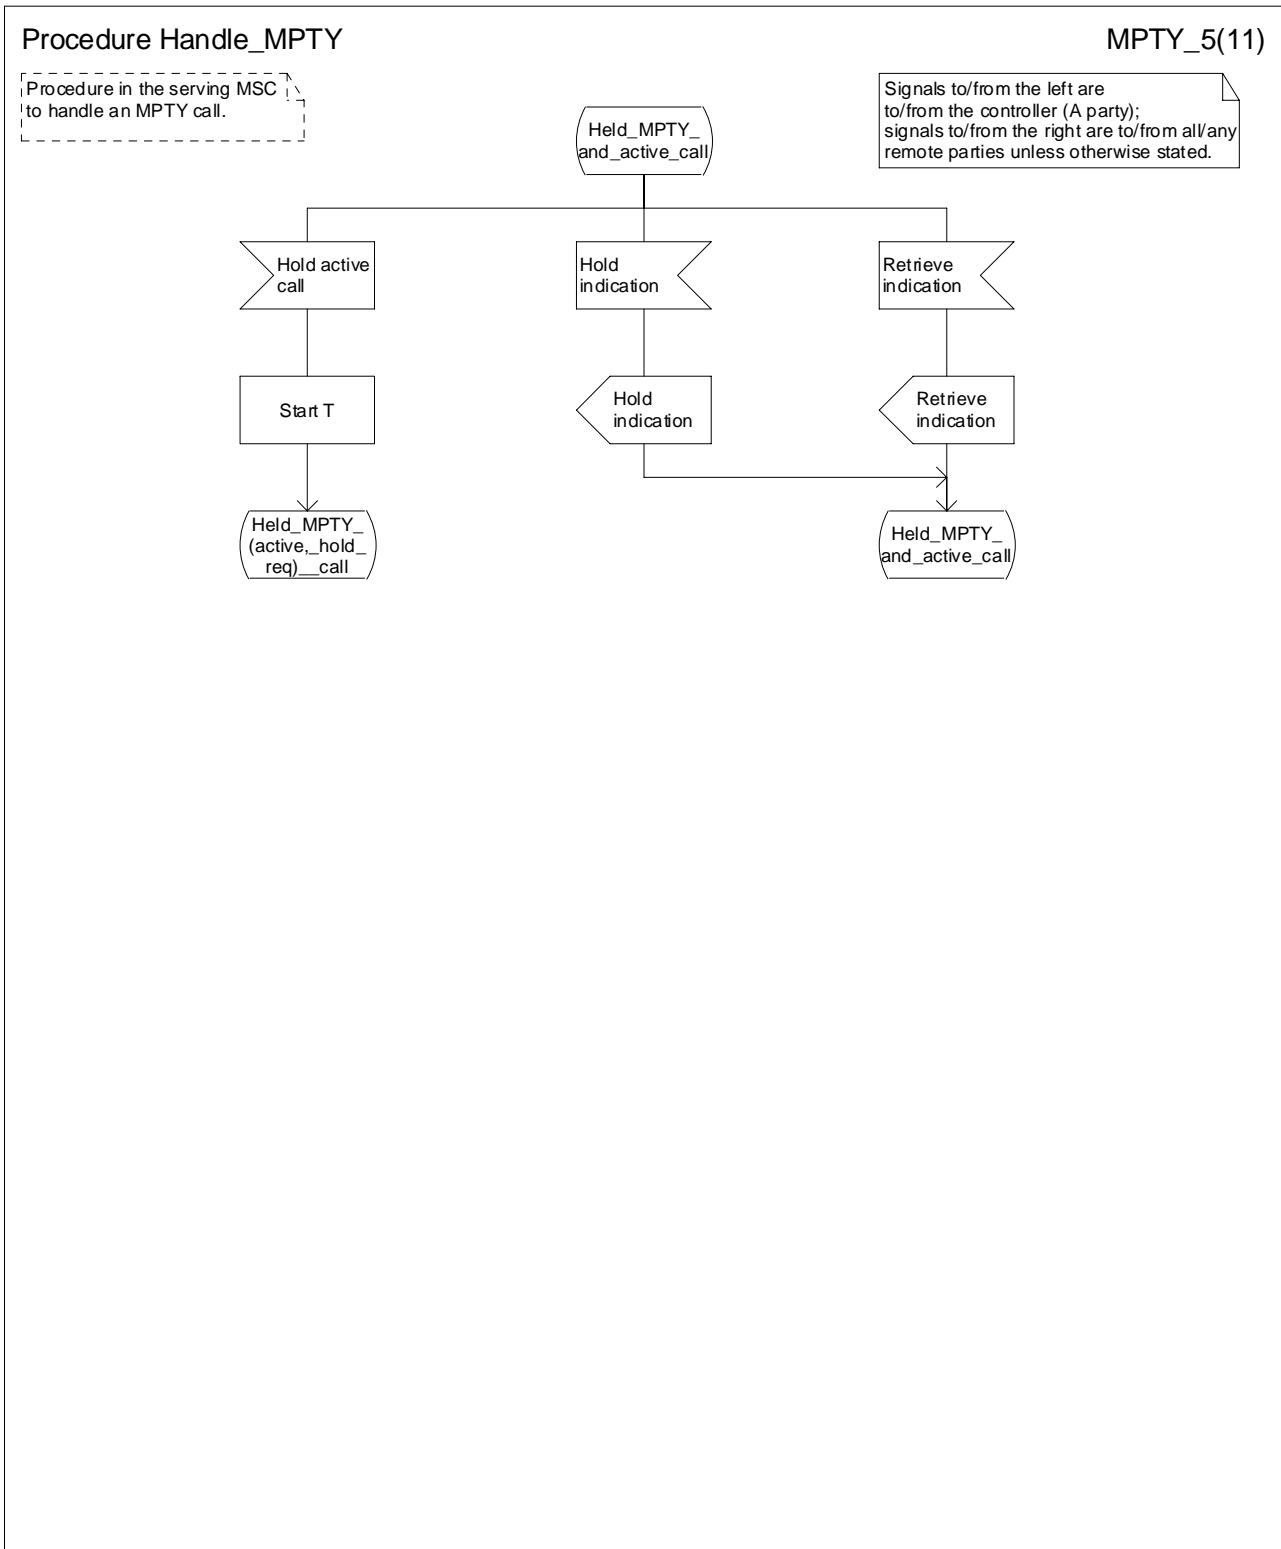 Procedure Handle_MPTY
MPTY_5(11)
Procedure in the serving MSC
to handle an MPTY call.
Signals to/from the left are
to/from the controller (A party);
signals to/from the right are to/from all/any
remote parties unless otherwise stated.
Held_MPTY_
and_active_call
Hold active
call
Hold
indication
Retrieve
indication
Start T
Hold
indication
Retrieve
indication
Held_MPTY_
(active,_hold_
req)__call
Held_MPTY_
and_active_call